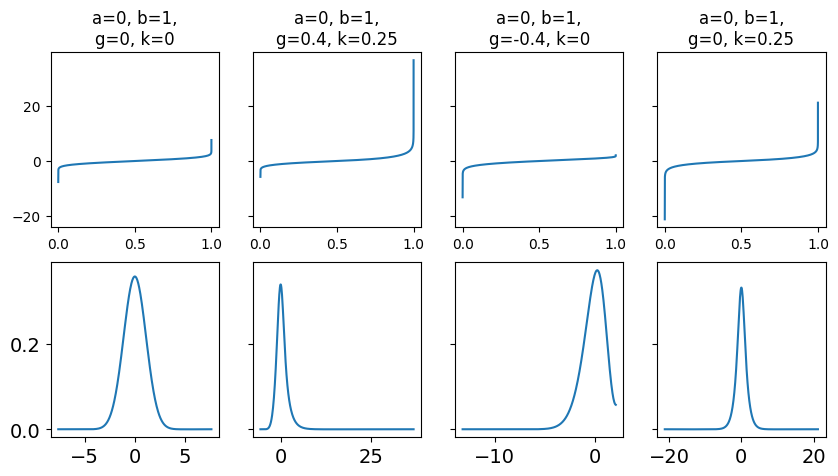 a=0, b=1,
g=0, k=0
a=0, b=1,
g=0.4, k=0.25
a=0, b=1,
g=-0.4, k=0
a=0, b=1,
g=0, k=0.25
20
0
−20
0.0 0.5 1.0
0.0 0.5 1.0
0.0 0.5 1.0
0.0 0.5 1.0
0.2
0.0
−5 0 5
0 25
−10 0
−20 0 20